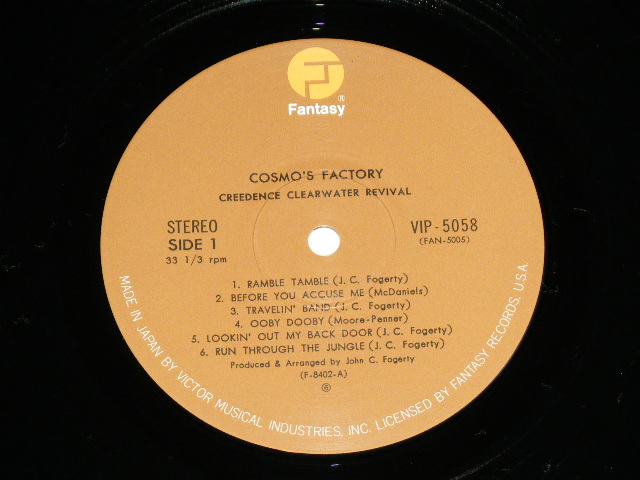 Fantasy®
COSMO'S FACTORY
CREEDENCE CLEARWATER REVIVAL
STEREO
SIDE 1
33 1/3 rpm
VIP-5058
(FAN-5005)
1. RAMBLE TAMBLE (J. C. Fogerty)
2. BEFORE YOU ACCUSE ME (McDaniels)
3. TRAVELIN' BAND (J. C. Fogerty)
4. OOBY DOOBY (Moore-Penner)
5. LOOKIN' OUT MY BACK DOOR (J. C. Fogerty)
6. RUN THROUGH THE JUNGLE (J. C. Fogerty)
Produced & Arranged by John C. Fogerty
(F-8402-A)
MADE IN JAPAN BY VICTOR MUSICAL INDUSTRIES, INC. LICENSED BY FANTASY RECORDS, U.S.A.